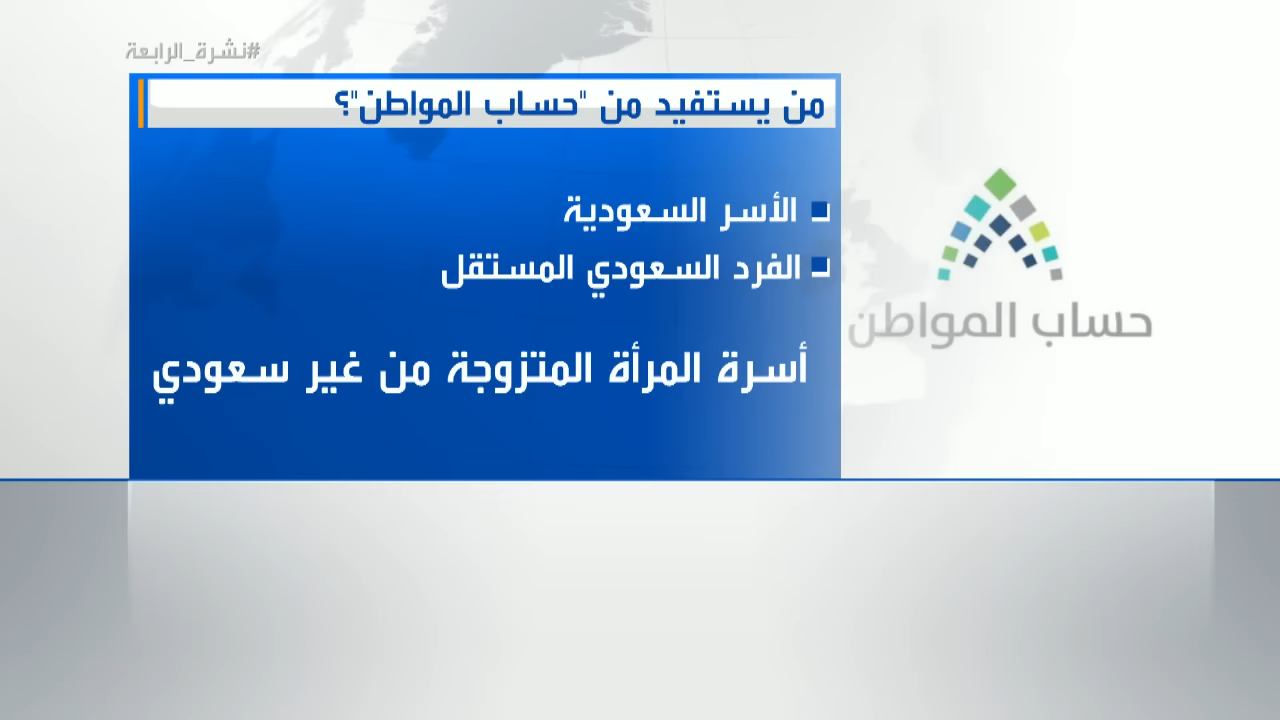 #نشرة_الرابعة
من يستفيد من "حساب المواطن"؟
الأسر السعودية
الفرد السعودي المستقل
أسرة المرأة المتزوجة من غير سعودي
حساب المواطن